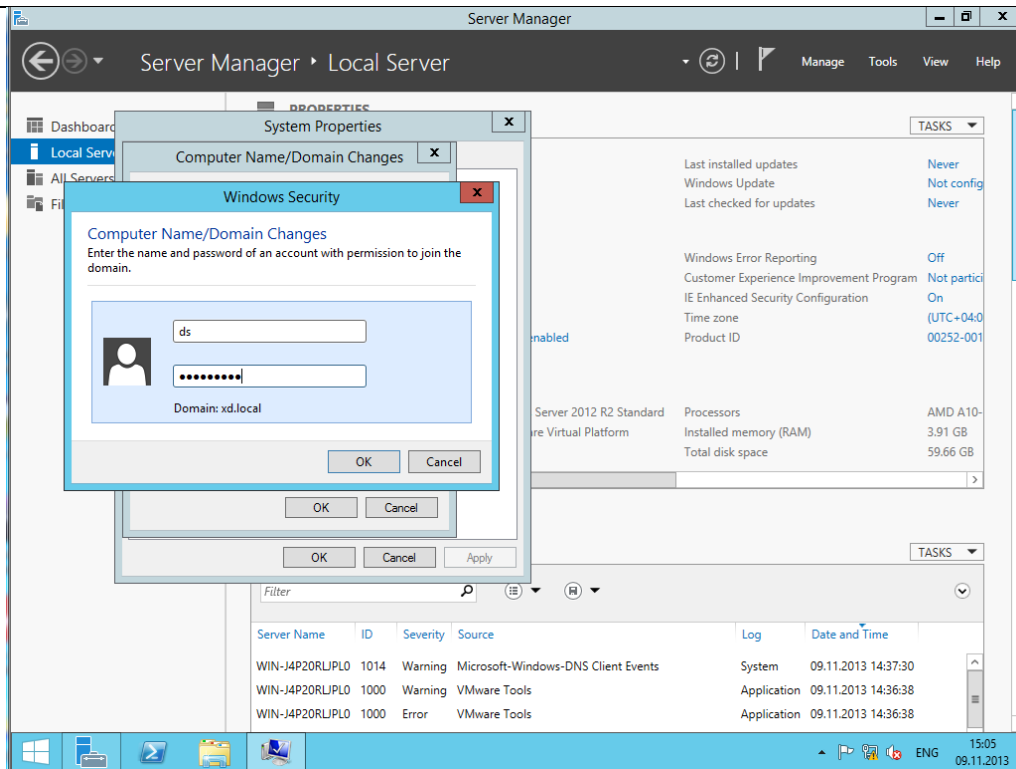 Server Manager
Server Manager • Local Server
Manage Tools View Help
PROPERTIES
TASKS
Dashboard
Local Serv
All Servers
Fil
System Properties
Computer Name/Domain Changes
Windows Security
Computer Name/Domain Changes
Enter the name and password of an account with permission to join the
domain.
ds
•••••••••
Domain: xd.local
OK Cancel
OK Cancel
OK Cancel Apply
Last installed updates Never
Windows Update Not config
Last checked for updates Never
Windows Error Reporting Off
Customer Experience Improvement Program Not partici
IE Enhanced Security Configuration On
Time zone (UTC+04:0
enabled Product ID 00252-001
Server 2012 R2 Standard Processors AMD A10-
are Virtual Platform Installed memory (RAM) 3.91 GB
Total disk space 59.66 GB
TASKS
Filter
Server Name ID Severity Source Log Date and Time
WIN-J4P20RLJPL0 1014 Warning Microsoft-Windows-DNS Client Events System 09.11.2013 14:37:30
WIN-J4P20RLJPL0 1000 Warning VMware Tools Application 09.11.2013 14:36:38
WIN-J4P20RLJPL0 1000 Error VMware Tools Application 09.11.2013 14:36:38
ENG 15:05
09.11.2013